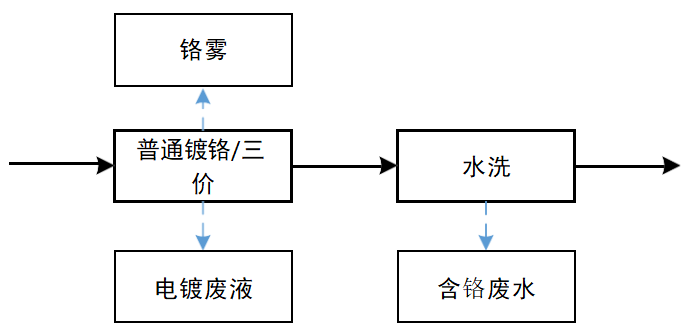 铬雾
普通镀铬/三
价
水洗
电镀废液
含铬废水